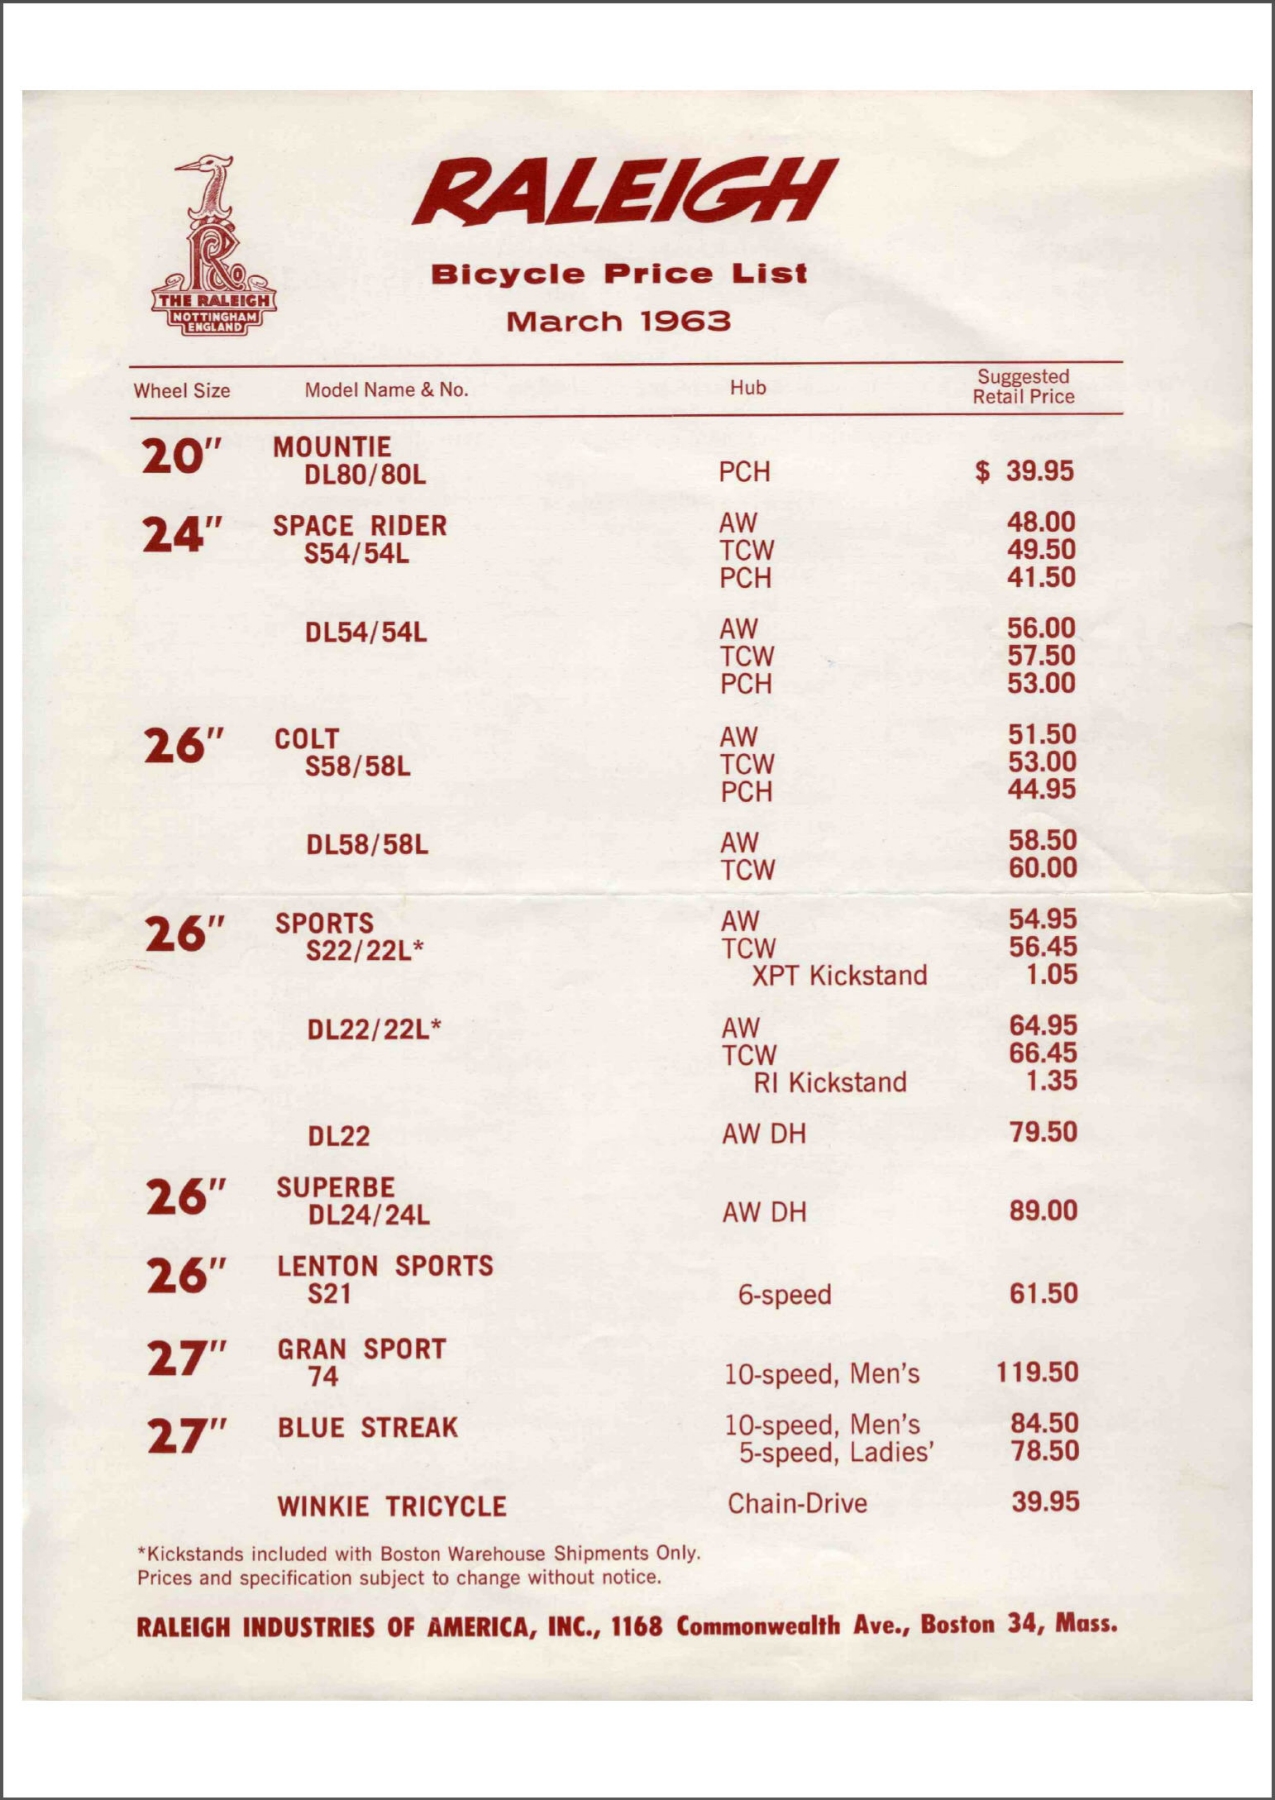 RALEIGH
Bicycle Price List
March 1963
R Co
THE RALEIGH
NOTTINGHAM
ENGLAND
Wheel Size Model Name & No. Hub Suggested Retail Price
20" MOUNTIE
DL80/80L PCH $ 39.95
24" SPACE RIDER AW 48.00
S54/54L TCW 49.50
PCH 41.50
DL54/54L AW 56.00
TCW 57.50
PCH 53.00
26" COLT AW 51.50
S58/58L TCW 53.00
PCH 44.95
DL58/58L AW 58.50
TCW 60.00
26" SPORTS AW 54.95
S22/22L* TCW 56.45
XPT Kickstand 1.05
DL22/22L* AW 64.95
TCW 66.45
RI Kickstand 1.35
DL22 AW DH 79.50
26" SUPERBE
DL24/24L AW DH 89.00
26" LENTON SPORTS
S21 6-speed 61.50
27" GRAN SPORT
74 10-speed, Men's 119.50
27" BLUE STREAK 10-speed, Men's 84.50
5-speed, Ladies' 78.50
WINKIE TRICYCLE Chain-Drive 39.95
*Kickstands included with Boston Warehouse Shipments Only.
Prices and specification subject to change without notice.
RALEIGH INDUSTRIES OF AMERICA, INC., 1168 Commonwealth Ave., Boston 34, Mass.